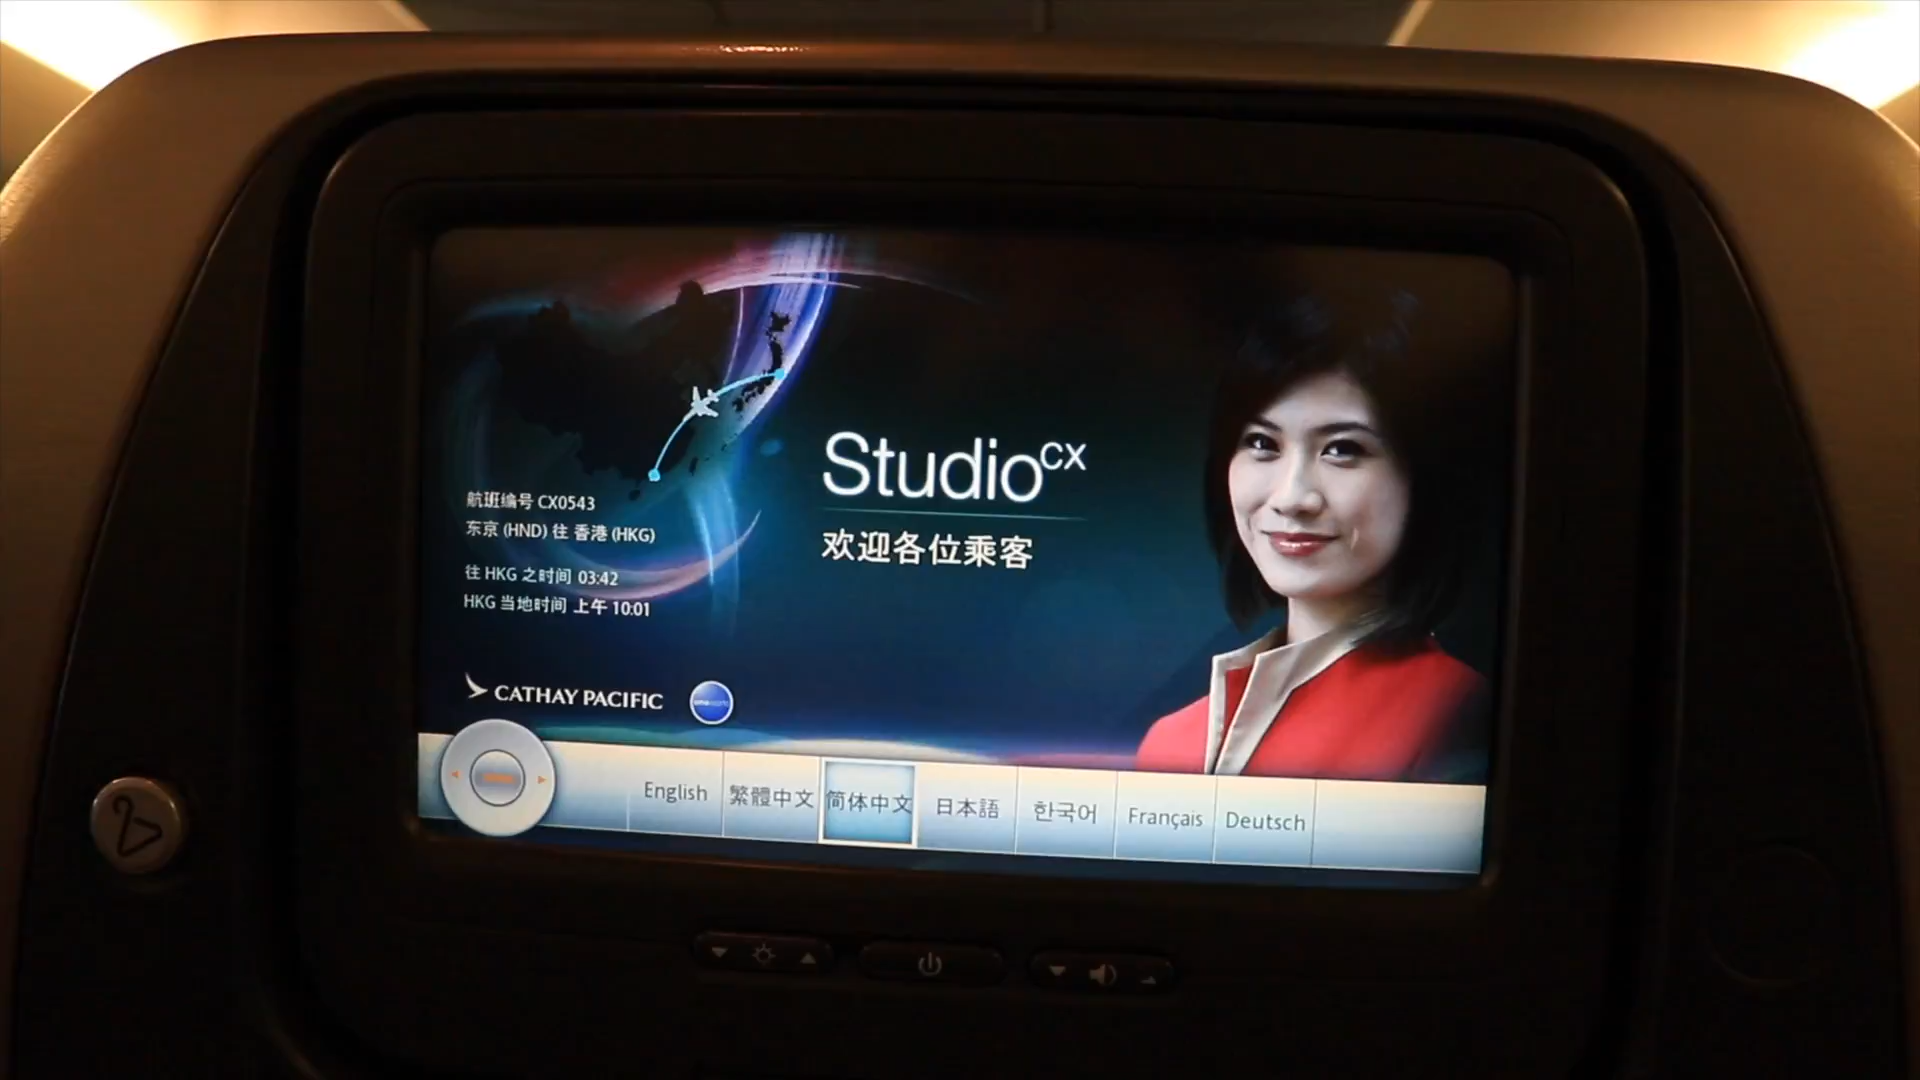 StudioCX
欢迎各位乘客
航班编号 CX0543
东京 (HND) 往 香港 (HKG)
往 HKG 之时间 03:42
HKG 当地时间 上午 10:01
CATHAY PACIFIC
oneworld
English
繁體中文
简体中文
日本語
한국어
Français
Deutsch